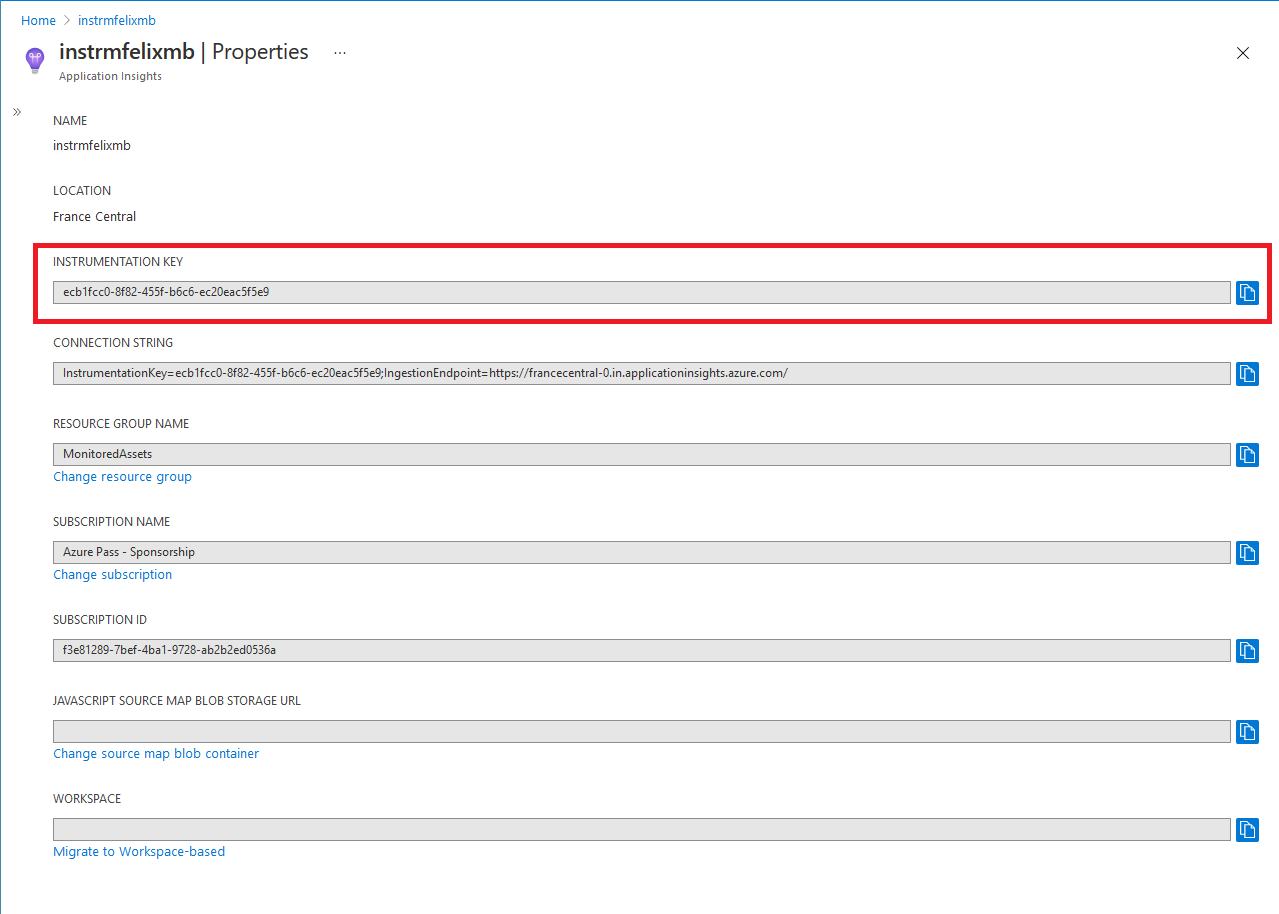 Home > instrmfelixmb
instrmfelixmb | Properties ...
Application Insights
»
NAME
instrmfelixmb
LOCATION
France Central
INSTRUMENTATION KEY
ecb1fcc0-8f82-455f-b6c6-ec20eac5f5e9
CONNECTION STRING
InstrumentationKey=ecb1fcc0-8f82-455f-b6c6-ec20eac5f5e9;IngestionEndpoint=https://francecentral-0.in.applicationinsights.azure.com/
RESOURCE GROUP NAME
MonitoredAssets
Change resource group
SUBSCRIPTION NAME
Azure Pass - Sponsorship
Change subscription
SUBSCRIPTION ID
f3e81289-7bef-4ba1-9728-ab2b2ed0536a
JAVASCRIPT SOURCE MAP BLOB STORAGE URL
Change source map blob container
WORKSPACE
Migrate to Workspace-based